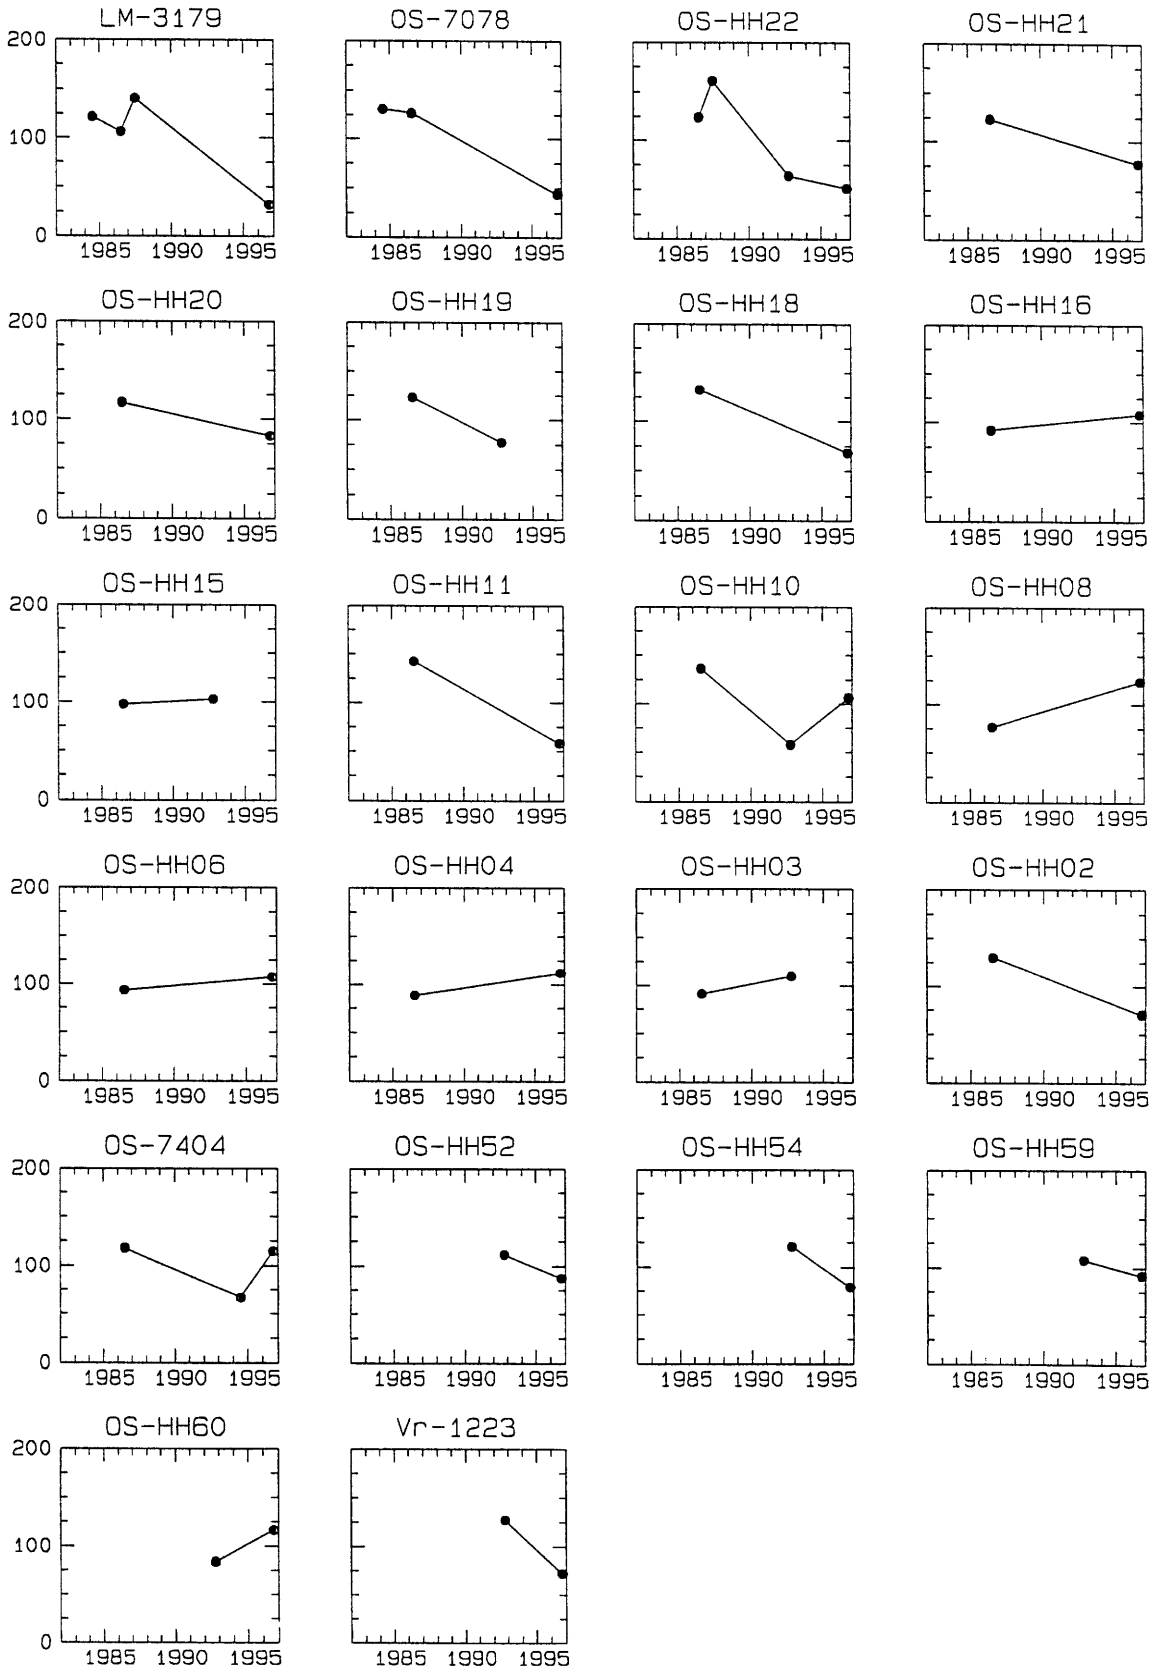 LM-3179 OS-7078 OS-HH22 OS-HH21
200
100
0
1985 1990 1995 1985 1990 1995 1985 1990 1995 1985 1990 1995
OS-HH20 OS-HH19 OS-HH18 OS-HH16
200
100
0
1985 1990 1995 1985 1990 1995 1985 1990 1995 1985 1990 1995
OS-HH15 OS-HH11 OS-HH10 OS-HH08
200
100
0
1985 1990 1995 1985 1990 1995 1985 1990 1995 1985 1990 1995
OS-HH06 OS-HH04 OS-HH03 OS-HH02
200
100
0
1985 1990 1995 1985 1990 1995 1985 1990 1995 1985 1990 1995
OS-7404 OS-HH52 OS-HH54 OS-HH59
200
100
0
1985 1990 1995 1985 1990 1995 1985 1990 1995 1985 1990 1995
OS-HH60 Vr-1223
200
100
0
1985 1990 1995 1985 1990 1995